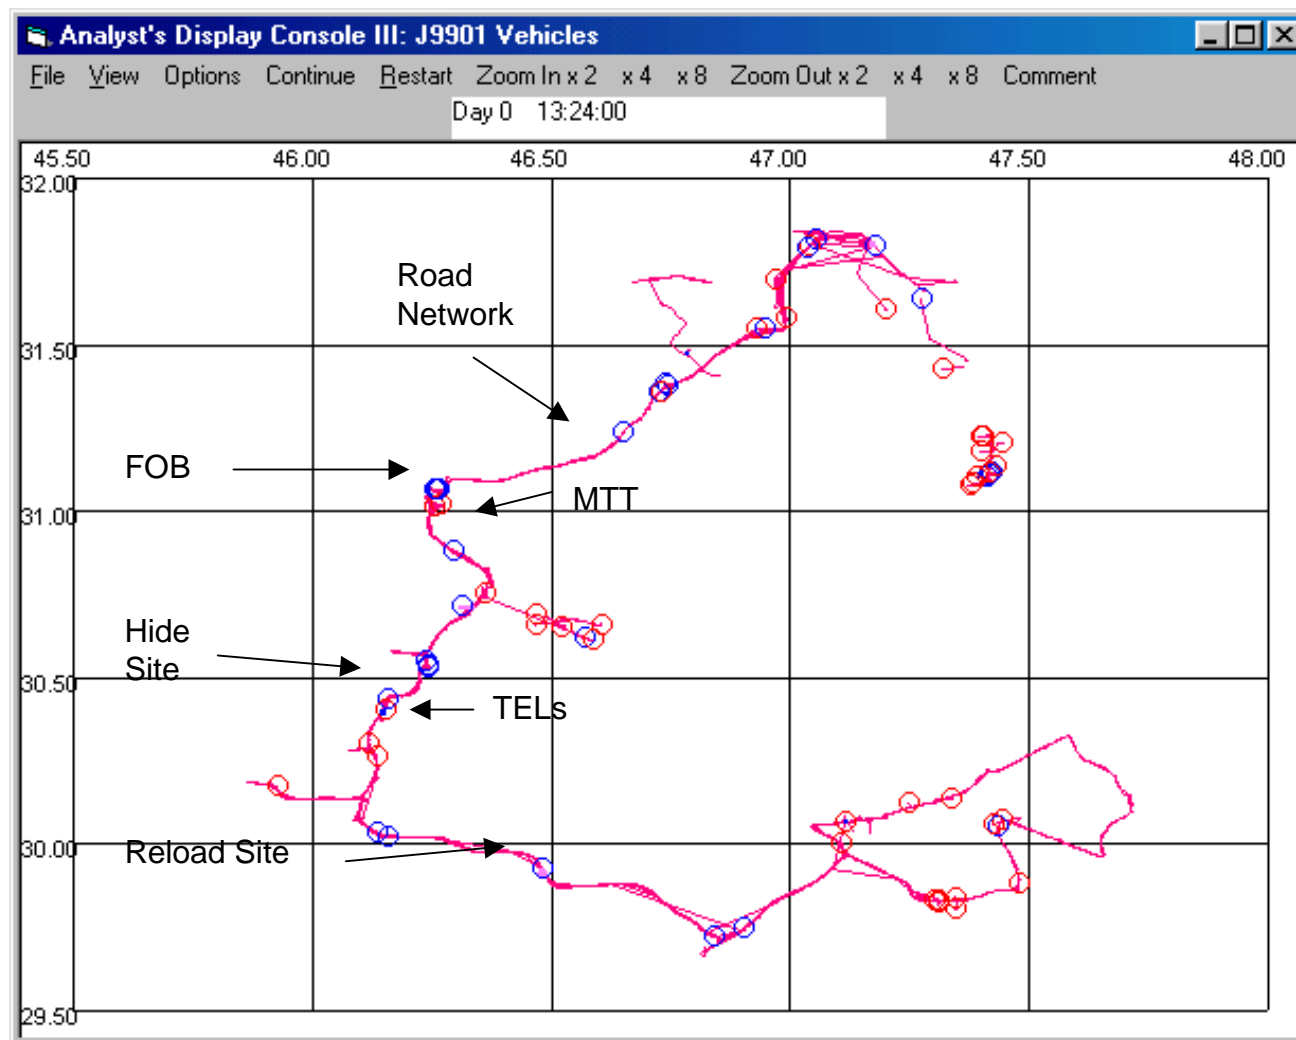 Analyst's Display Console III: J9901 Vehicles
File View Options Continue Restart Zoom In x 2 x 4 x 8 Zoom Out x 2 x 4 x 8 Comment
Day 0 13:24:00
45.50 46.00 46.50 47.00 47.50 48.00
32.00
Road
Network
31.50
FOB
MTT
31.00
Hide
Site
30.50
TELs
30.00
Reload Site
29.50